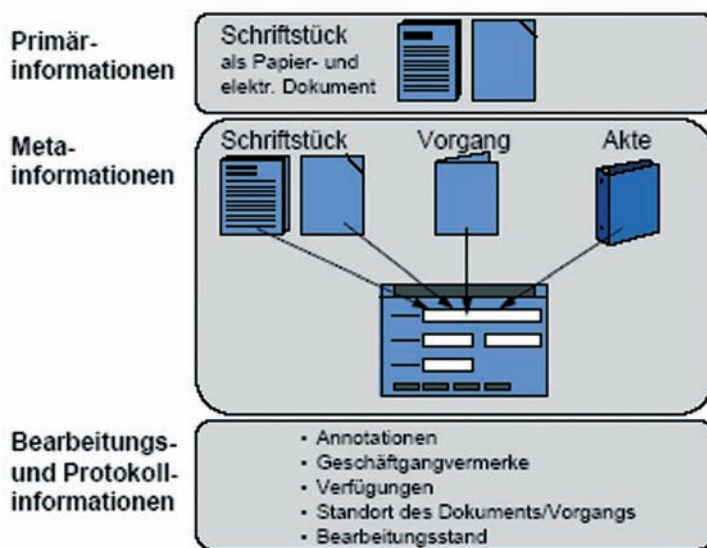 Primär-
informationen
Schriftstück
als Papier- und
elektr. Dokument
Meta-
informationen
Schriftstück
Vorgang
Akte
Bearbeitungs-
und Protokoll-
informationen
• Annotationen
• Geschäftgangvermerke
• Verfügungen
• Standort des Dokuments/Vorgangs
• Bearbeitungsstand